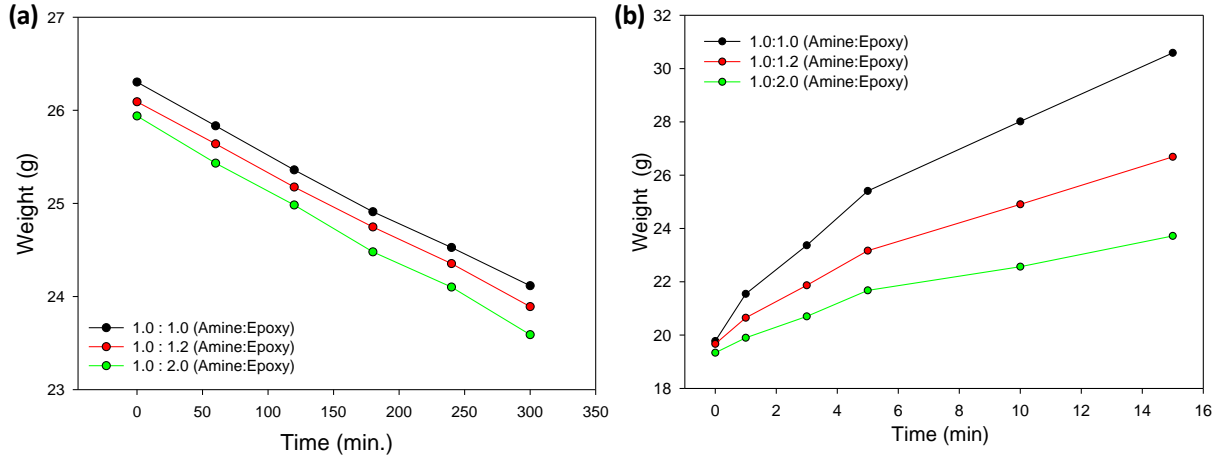 (a)
27
26
25
24
23
Weight (g)
1.0 : 1.0 (Amine:Epoxy)
1.0 : 1.2 (Amine:Epoxy)
1.0 : 2.0 (Amine:Epoxy)
0 50 100 150 200 250 300 350
Time (min.)
(b)
32
30
28
26
24
22
20
18
Weight (g)
1.0:1.0 (Amine:Epoxy)
1.0:1.2 (Amine:Epoxy)
1.0:2.0 (Amine:Epoxy)
0 2 4 6 8 10 12 14 16
Time (min)